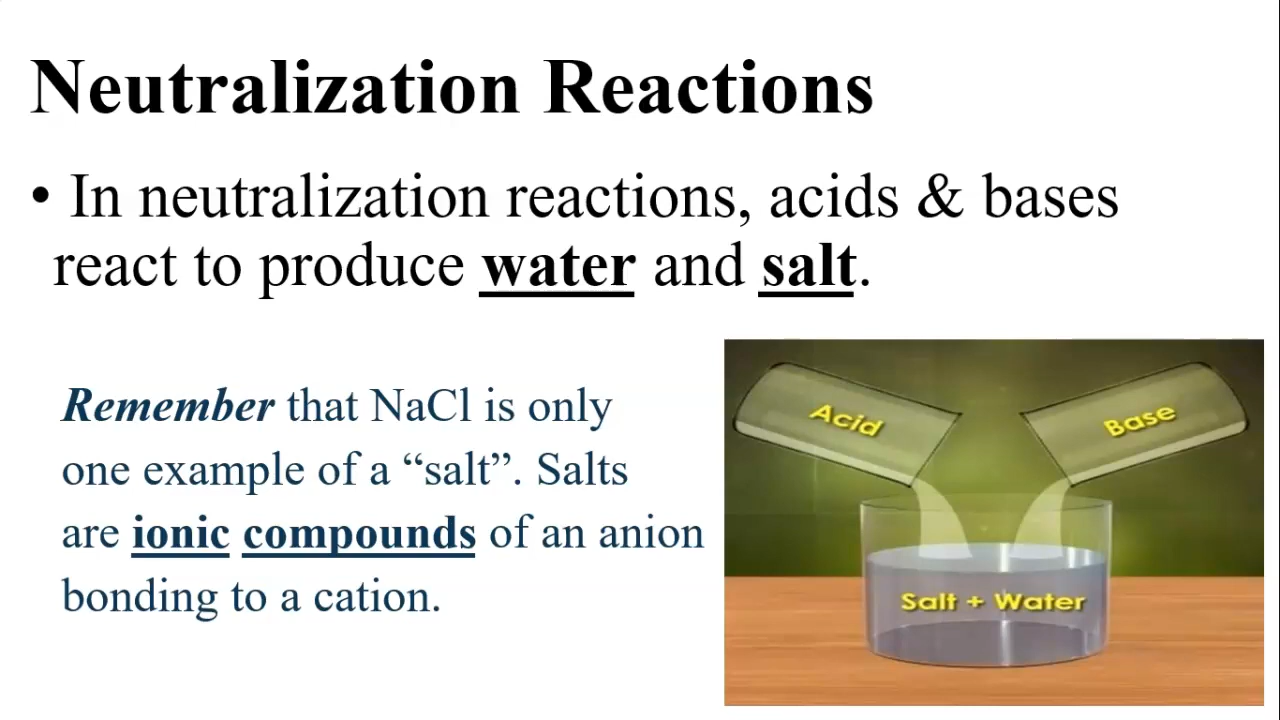 Neutralization Reactions
• In neutralization reactions, acids & bases
react to produce water and salt.
Remember that NaCl is only
one example of a “salt”. Salts
are ionic compounds of an anion
bonding to a cation.
Acid
Base
Salt + Water